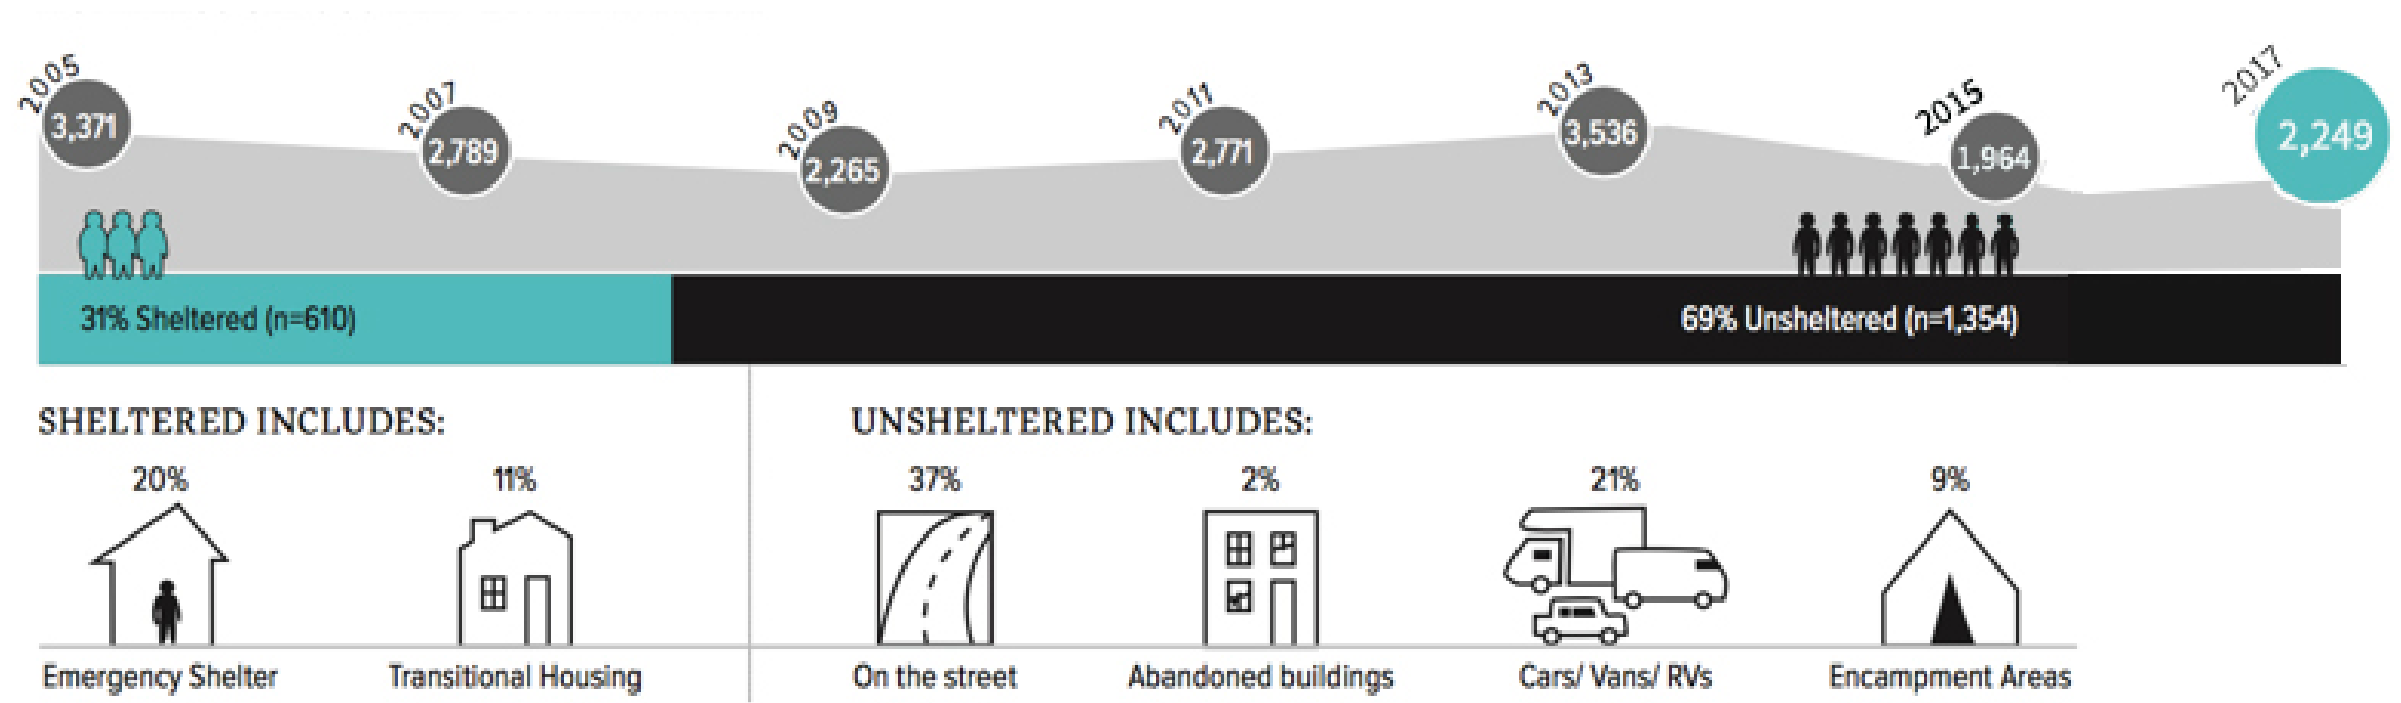 2005
3,371
2007
2,789
2009
2,265
2011
2,771
2013
3,536
2015
1,964
2017
2,249
31% Sheltered (n=610)
69% Unsheltered (n=1,354)
SHELTERED INCLUDES:
20%
Emergency Shelter
11%
Transitional Housing
UNSHELTERED INCLUDES:
37%
On the street
2%
Abandoned buildings
21%
Cars/ Vans/ RVs
9%
Encampment Areas